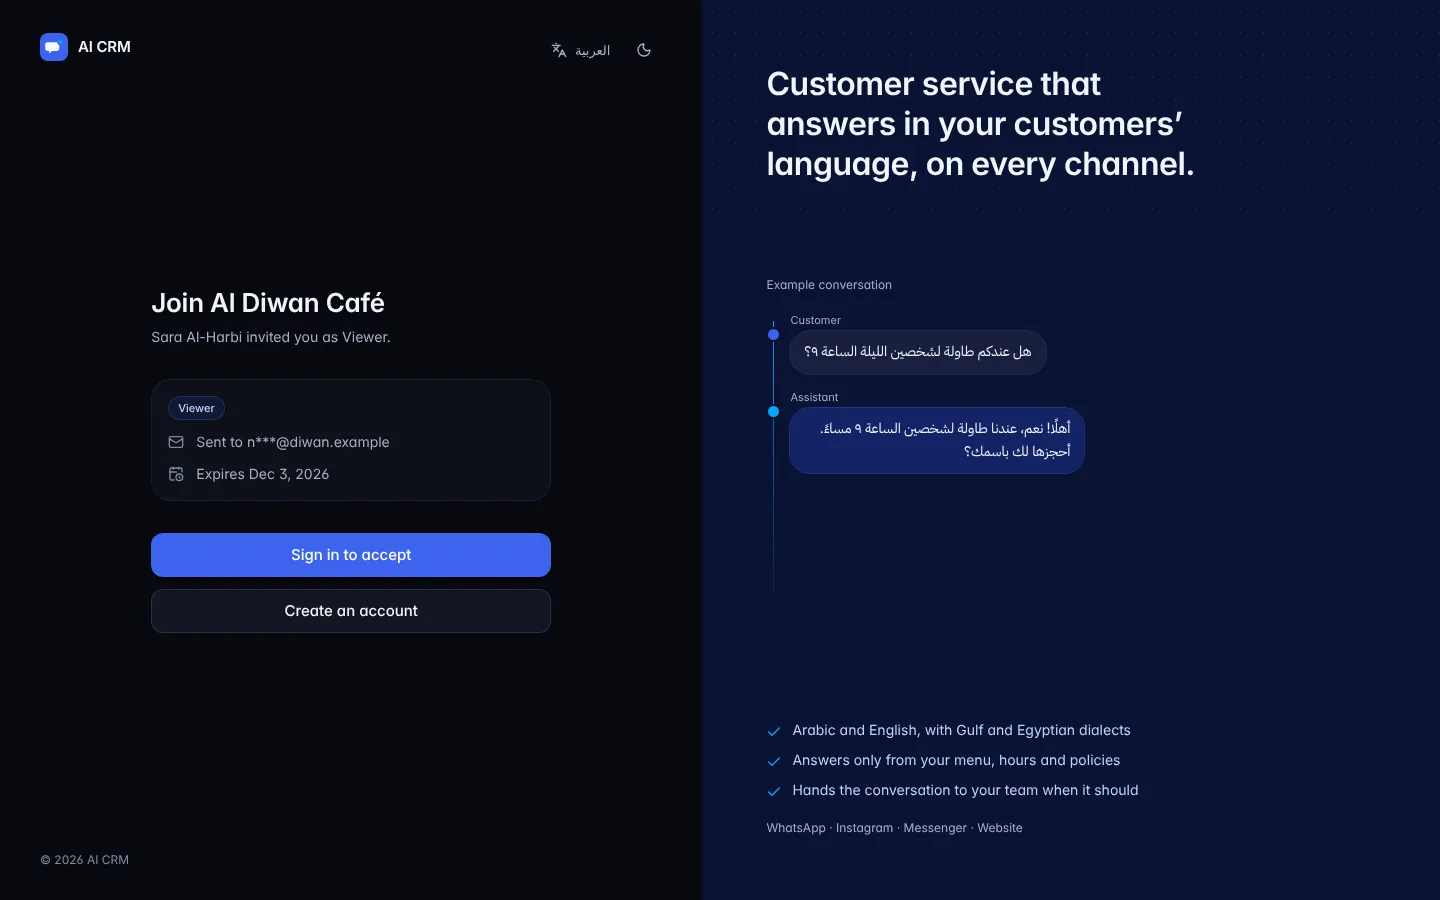 AI CRM
العربية
Join Al Diwan Café
Sara Al-Harbi invited you as Viewer.
Viewer
Sent to n***@diwan.example
Expires Dec 3, 2026
Sign in to accept
Create an account
© 2026 AI CRM
Customer service that
answers in your customers’
language, on every channel.
Example conversation
Customer
هل عندكم طاولة لشخصين الليلة الساعة ٩؟
Assistant
أهلًا! نعم، عندنا طاولة لشخصين الساعة ٩ مساءً.
أحجزها لك باسمك؟
Arabic and English, with Gulf and Egyptian dialects
Answers only from your menu, hours and policies
Hands the conversation to your team when it should
WhatsApp · Instagram · Messenger · Website